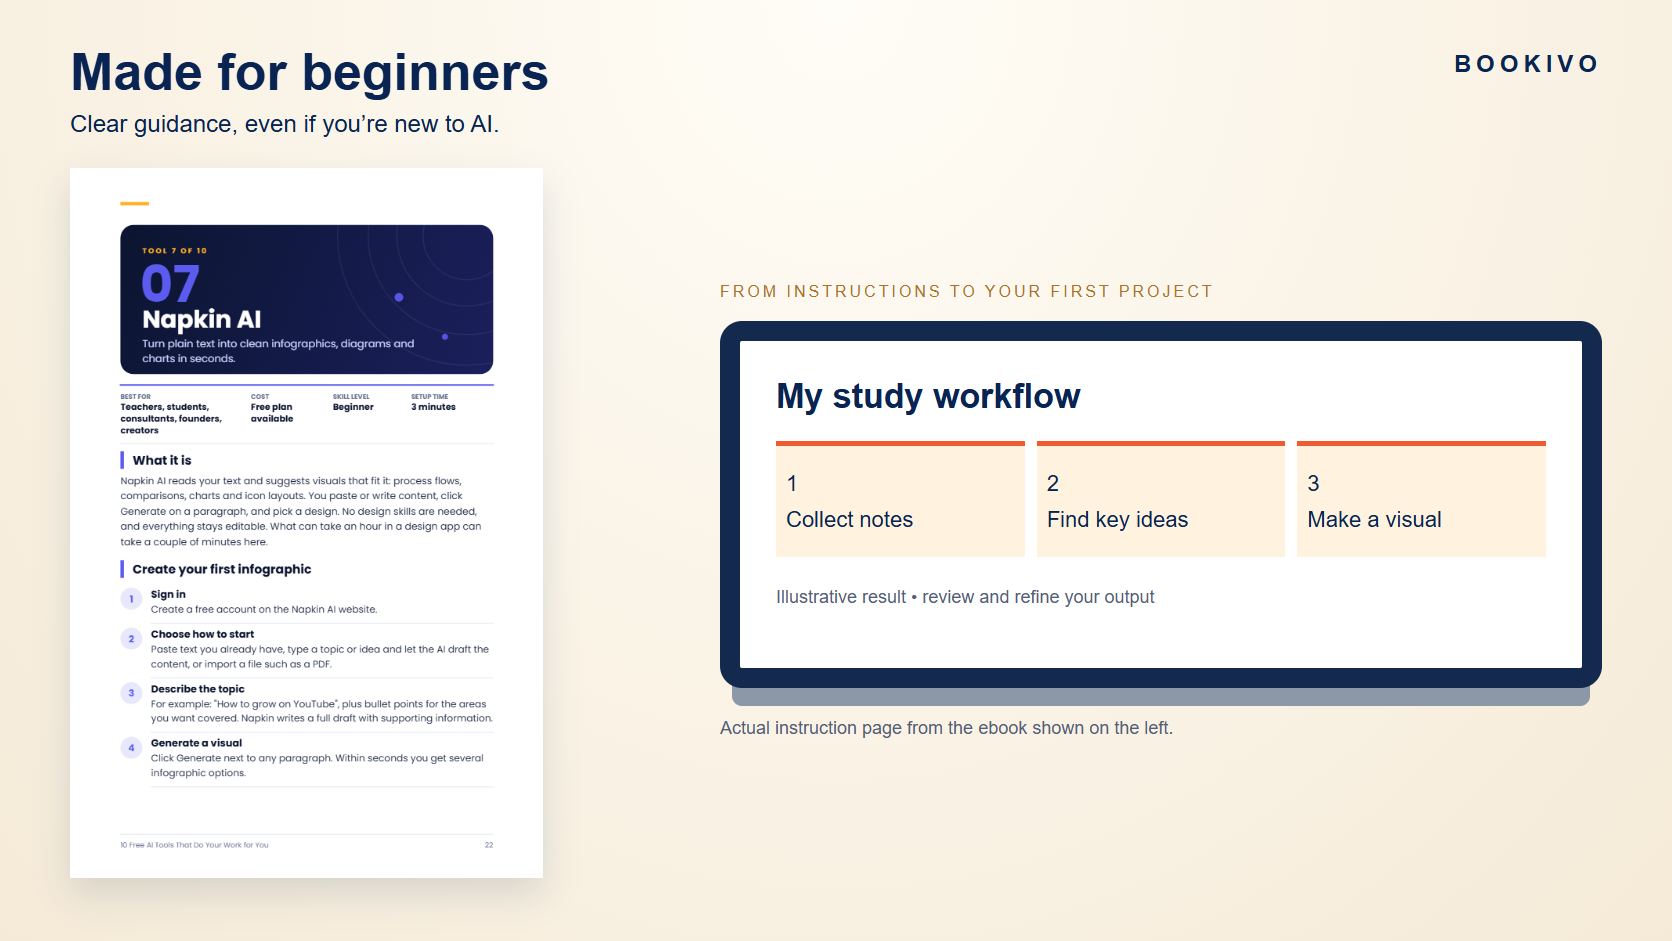 Made for beginners
BOOKIVO
Clear guidance, even if you’re new to AI.
TOOL 7 OF 10
07
Napkin AI
Turn plain text into clean infographics, diagrams and
charts in seconds.
BEST FOR
Teachers, students,
consultants, founders,
creators
COST
Free plan
available
SKILL LEVEL
Beginner
SETUP TIME
3 minutes
What it is
Napkin AI reads your text and suggests visuals that fit it: process flows,
comparisons, charts and icon layouts. You paste or write content, click
Generate on a paragraph, and pick a design. No design skills are needed,
and everything stays editable. What can take an hour in a design app can
take a couple of minutes here.
Create your first infographic
1
Sign in
Create a free account on the Napkin AI website.
2
Choose how to start
Paste text you already have, type a topic or idea and let the AI draft the
content, or import a file such as a PDF.
3
Describe the topic
For example: "How to grow on YouTube", plus bullet points for the areas
you want covered. Napkin writes a full draft with supporting information.
4
Generate a visual
Click Generate next to any paragraph. Within seconds you get several
infographic options.
10 Free AI Tools That Do Your Work for You
22
FROM INSTRUCTIONS TO YOUR FIRST PROJECT
My study workflow
1
Collect notes
2
Find key ideas
3
Make a visual
Illustrative result • review and refine your output
Actual instruction page from the ebook shown on the left.